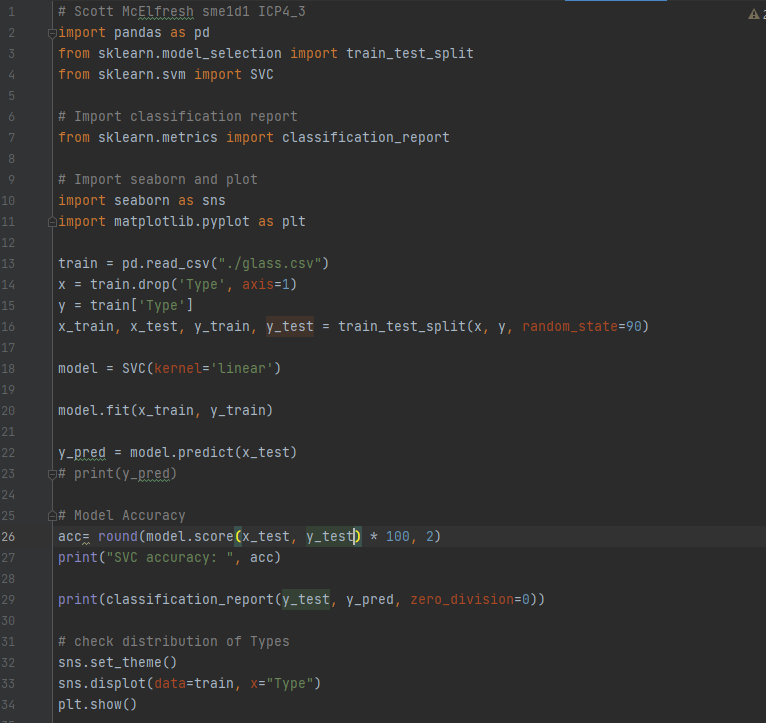 1 # Scott McElfresh sme1d1 ICP4_3
2 import pandas as pd
3 from sklearn.model_selection import train_test_split
4 from sklearn.svm import SVC
5
6 # Import classification report
7 from sklearn.metrics import classification_report
8
9 # Import seaborn and plot
10 import seaborn as sns
11 import matplotlib.pyplot as plt
12
13 train = pd.read_csv("./glass.csv")
14 x = train.drop('Type', axis=1)
15 y = train['Type']
16 x_train, x_test, y_train, y_test = train_test_split(x, y, random_state=90)
17
18 model = SVC(kernel='linear')
19
20 model.fit(x_train, y_train)
21
22 y_pred = model.predict(x_test)
23 # print(y_pred)
24
25 # Model Accuracy
26 acc= round(model.score(x_test, y_test) * 100, 2)
27 print("SVC accuracy: ", acc)
28
29 print(classification_report(y_test, y_pred, zero_division=0))
30
31 # check distribution of Types
32 sns.set_theme()
33 sns.displot(data=train, x="Type")
34 plt.show()